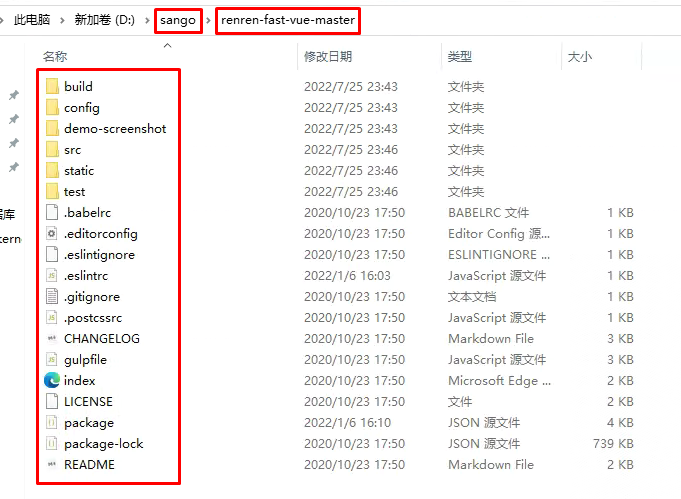 此电脑 > 新加卷 (D:) > sango > renren-fast-vue-master
名称 修改日期 类型 大小
build 2022/7/25 23:43 文件夹
config 2022/7/25 23:43 文件夹
demo-screenshot 2022/7/25 23:43 文件夹
src 2022/7/25 23:46 文件夹
static 2022/7/25 23:46 文件夹
test 2022/7/25 23:46 文件夹
.babelrc 2020/10/23 17:50 BABELRC 文件 1 KB
.editorconfig 2020/10/23 17:50 Editor Config 源... 1 KB
.eslintignore 2020/10/23 17:50 ESLINTIGNORE ... 1 KB
.eslintrc 2022/1/6 16:03 JavaScript 源文件 1 KB
.gitignore 2020/10/23 17:50 文本文档 1 KB
.postcssrc 2020/10/23 17:50 JavaScript 源文件 1 KB
CHANGELOG 2020/10/23 17:50 Markdown File 3 KB
gulpfile 2020/10/23 17:50 JavaScript 源文件 3 KB
index 2020/10/23 17:50 Microsoft Edge ... 2 KB
LICENSE 2020/10/23 17:50 文件 2 KB
package 2022/1/6 16:10 JSON 源文件 4 KB
package-lock 2020/10/23 17:50 JSON 源文件 739 KB
README 2020/10/23 17:50 Markdown File 2 KB